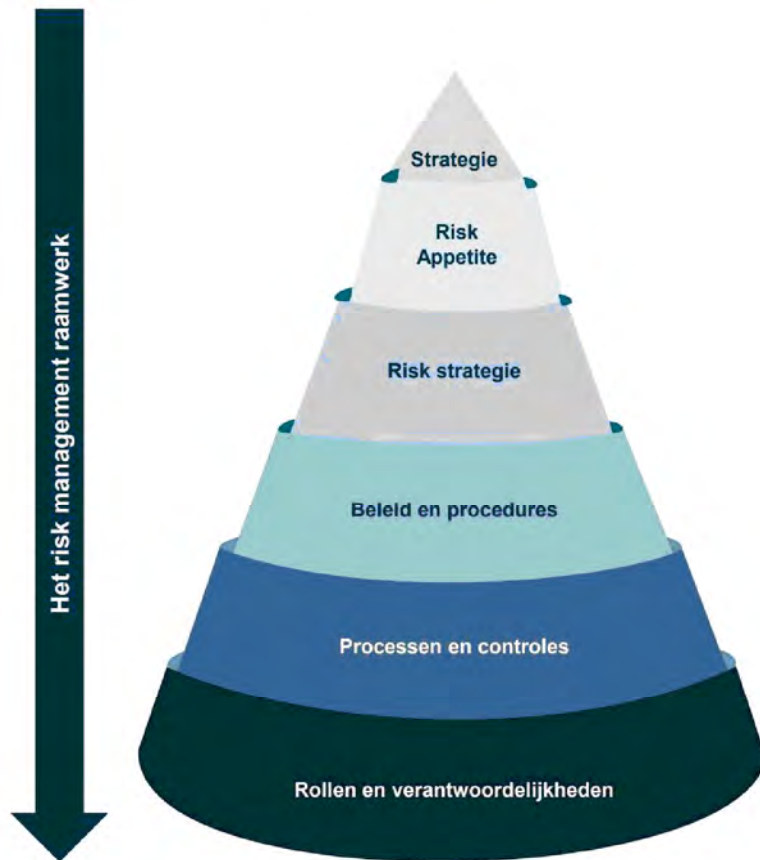 Het risk management raamwerk
Strategie
Risk
Appetite
Risk strategie
Beleid en procedures
Processen en controles
Rollen en verantwoordelijkheden